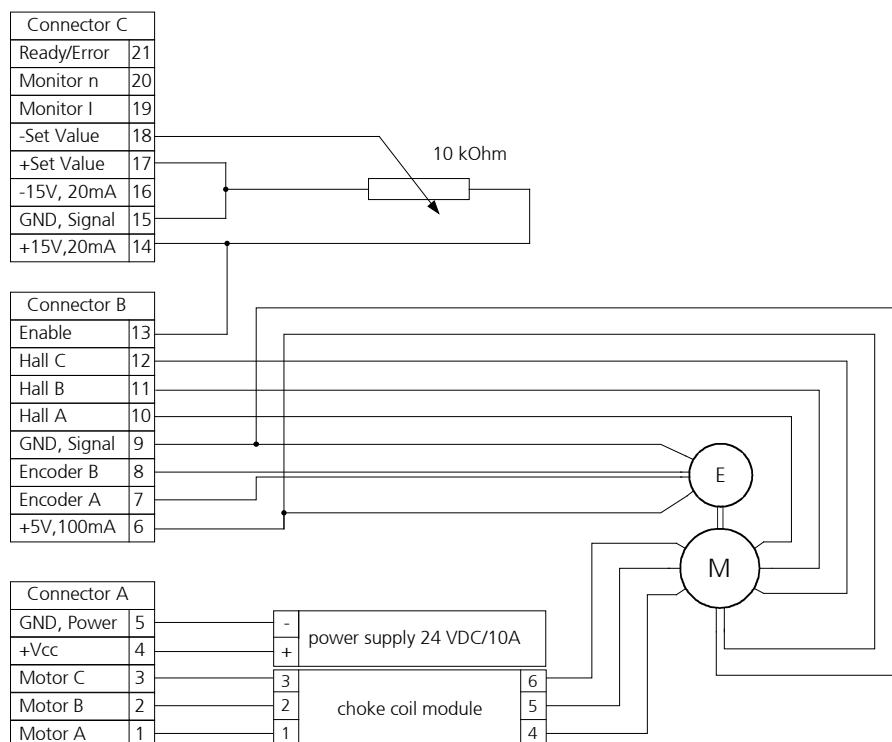 Connector C
Ready/Error 21
Monitor n 20
Monitor I 19
-Set Value 18
+Set Value 17
-15V, 20mA 16
GND, Signal 15
+15V,20mA 14
10 kOhm
Connector B
Enable 13
Hall C 12
Hall B 11
Hall A 10
GND, Signal 9
Encoder B 8
Encoder A 7
+5V,100mA 6
E
M
Connector A
GND, Power 5
+Vcc 4
Motor C 3
Motor B 2
Motor A 1
- power supply 24 VDC/10A
+
3 6
2 choke coil module 5
1 4